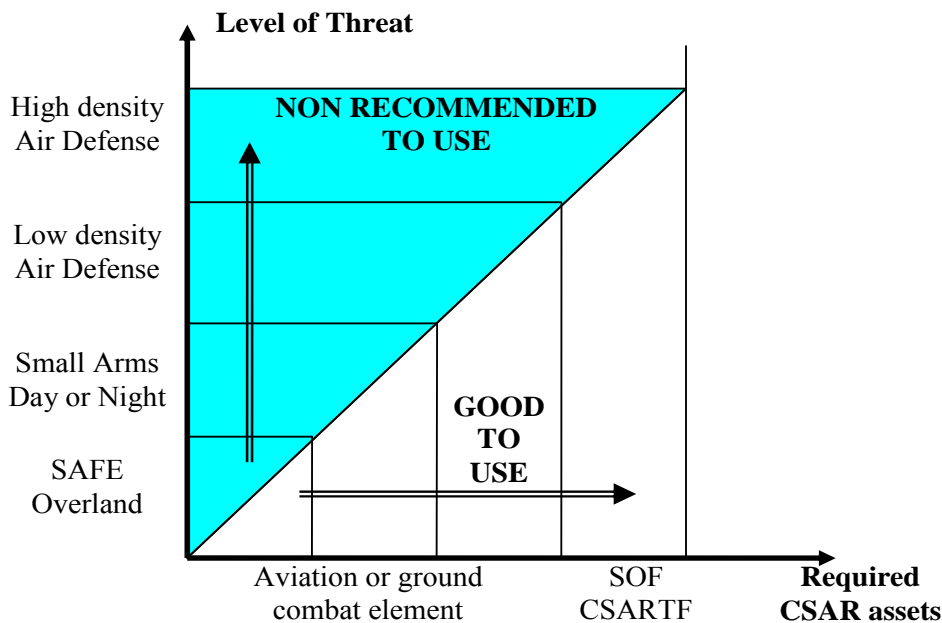 Level of Threat
High density
Air Defense
NON RECOMMENDED
TO USE
Low density
Air Defense
Small Arms
Day or Night
GOOD
TO
USE
SAFE
Overland
Aviation or ground
combat element
SOF
CSARTF
Required
CSAR assets